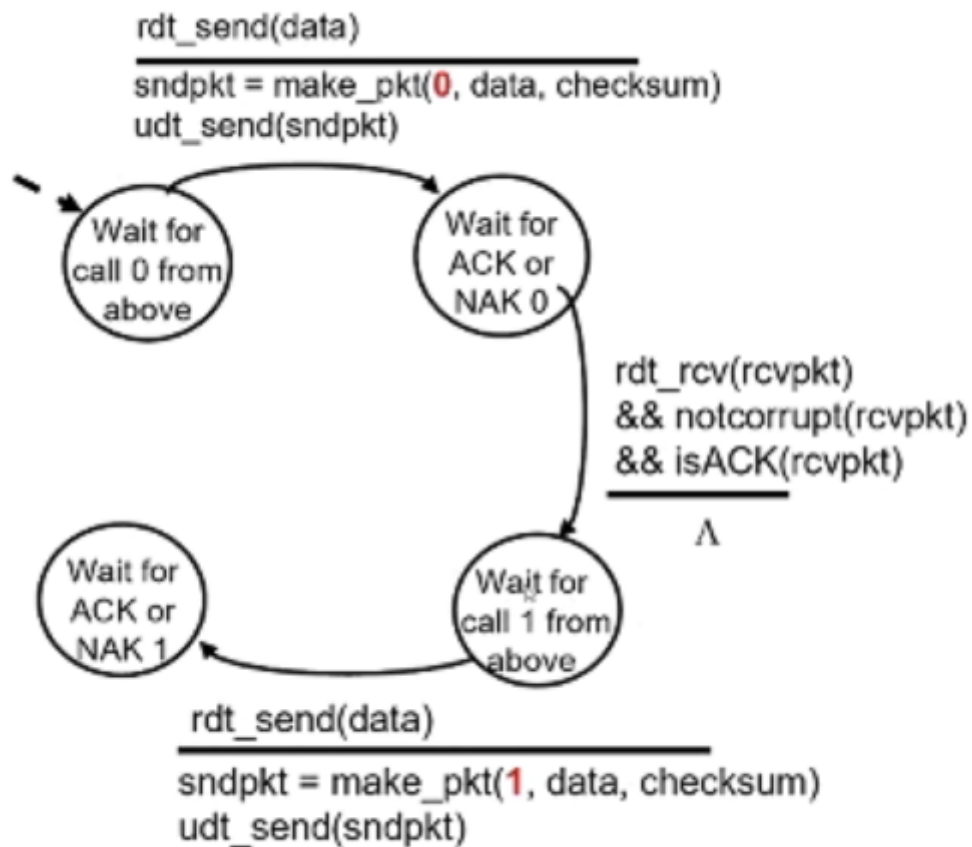 rdt_send(data)
sndpkt = make_pkt(0, data, checksum)
udt_send(sndpkt)
Wait for
call 0 from
above
Wait for
ACK or
NAK 0
rdt_rcv(rcvpkt)
&& notcorrupt(rcvpkt)
&& isACK(rcvpkt)
Λ
Wait for
ACK or
NAK 1
Wait for
call 1 from
above
rdt_send(data)
sndpkt = make_pkt(1, data, checksum)
udt_send(sndpkt)